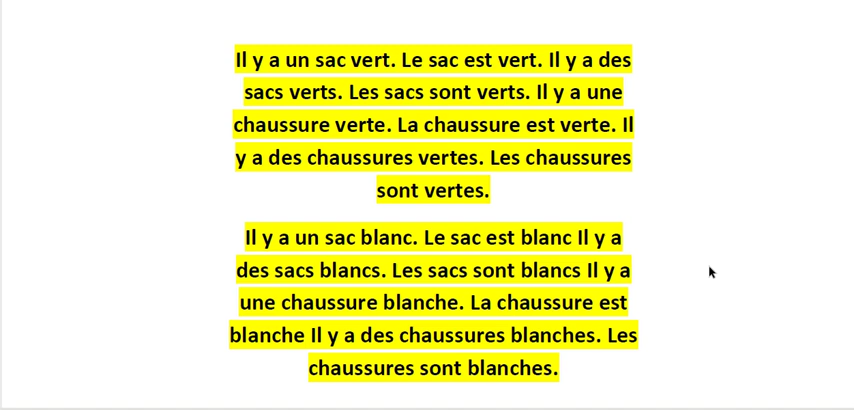 Il y a un sac vert. Le sac est vert. Il y a des
sacs verts. Les sacs sont verts. Il y a une
chaussure verte. La chaussure est verte. Il
y a des chaussures vertes. Les chaussures
sont vertes.
Il y a un sac blanc. Le sac est blanc Il y a
des sacs blancs. Les sacs sont blancs Il y a
une chaussure blanche. La chaussure est
blanche Il y a des chaussures blanches. Les
chaussures sont blanches.